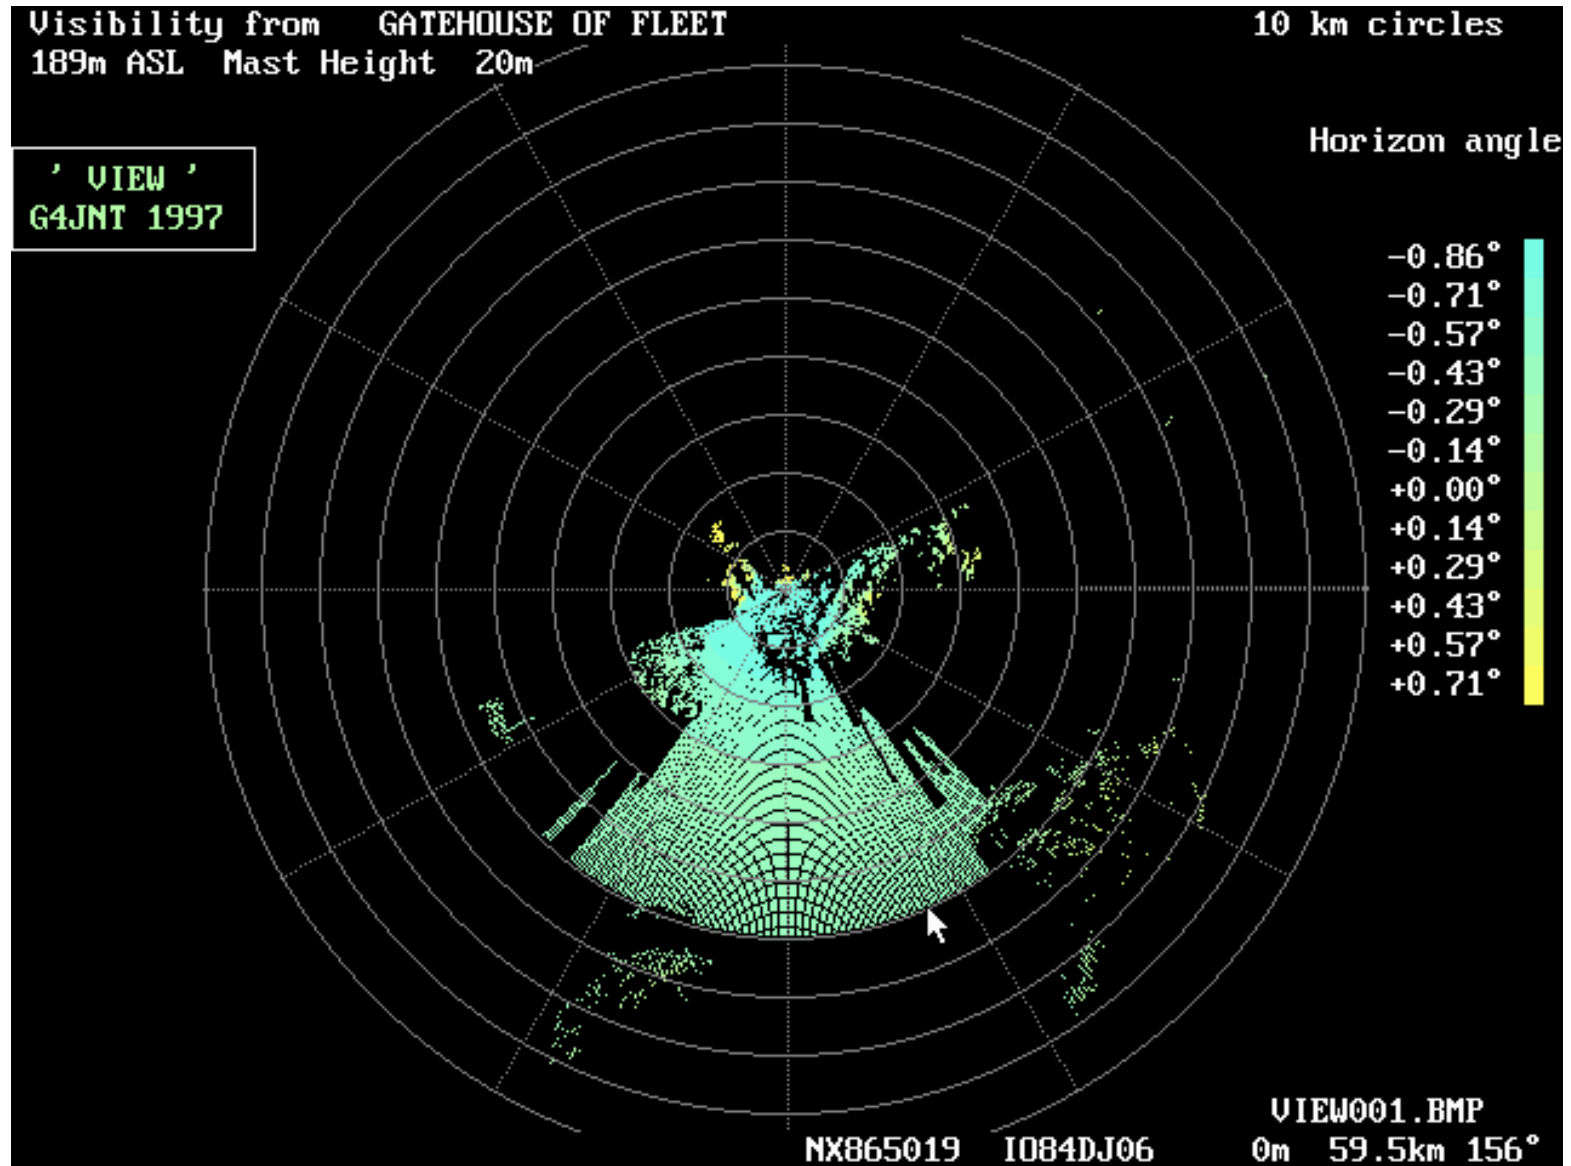 Visibility from GATEHOUSE OF FLEET
10 km circles
189m ASL Mast Height 20m
Horizon angle
' VIEW '
G4JNT 1997
-0.86°
-0.71°
-0.57°
-0.43°
-0.29°
-0.14°
+0.00°
+0.14°
+0.29°
+0.43°
+0.57°
+0.71°
VIEW001.BMP
NX865019 IO84DJ06 0m 59.5km 156°